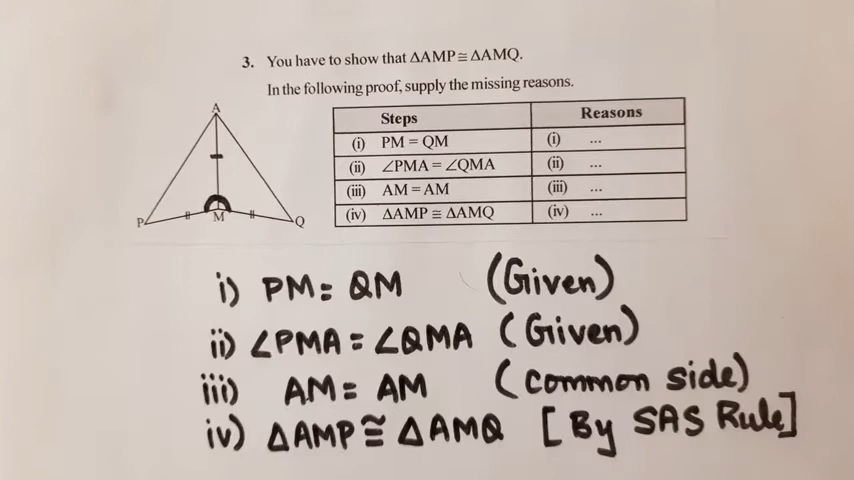 3. You have to show that ΔAMP ≅ ΔAMQ.
In the following proof, supply the missing reasons.
A
P
M
Q
Steps Reasons
(i) PM = QM (i) ...
(ii) ∠PMA = ∠QMA (ii) ...
(iii) AM = AM (iii) ...
(iv) ΔAMP ≅ ΔAMQ (iv) ...
i) PM = QM (Given)
ii) ∠PMA = ∠QMA (Given)
iii) AM = AM (common side)
iv) ΔAMP ≅ ΔAMQ [By SAS Rule]